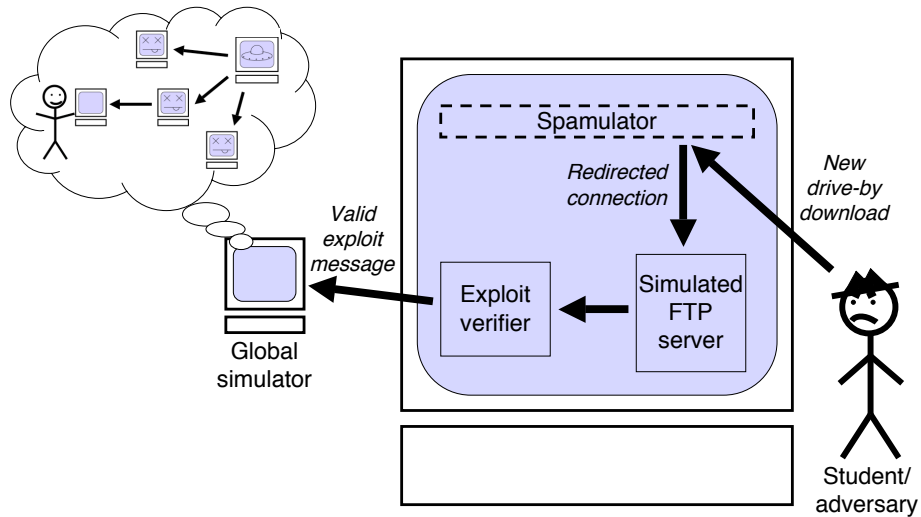 Spamulator
Redirected
connection
New
drive-by
download
Valid
exploit
message
Exploit
verifier
Simulated
FTP
server
Global
simulator
Student/
adversary